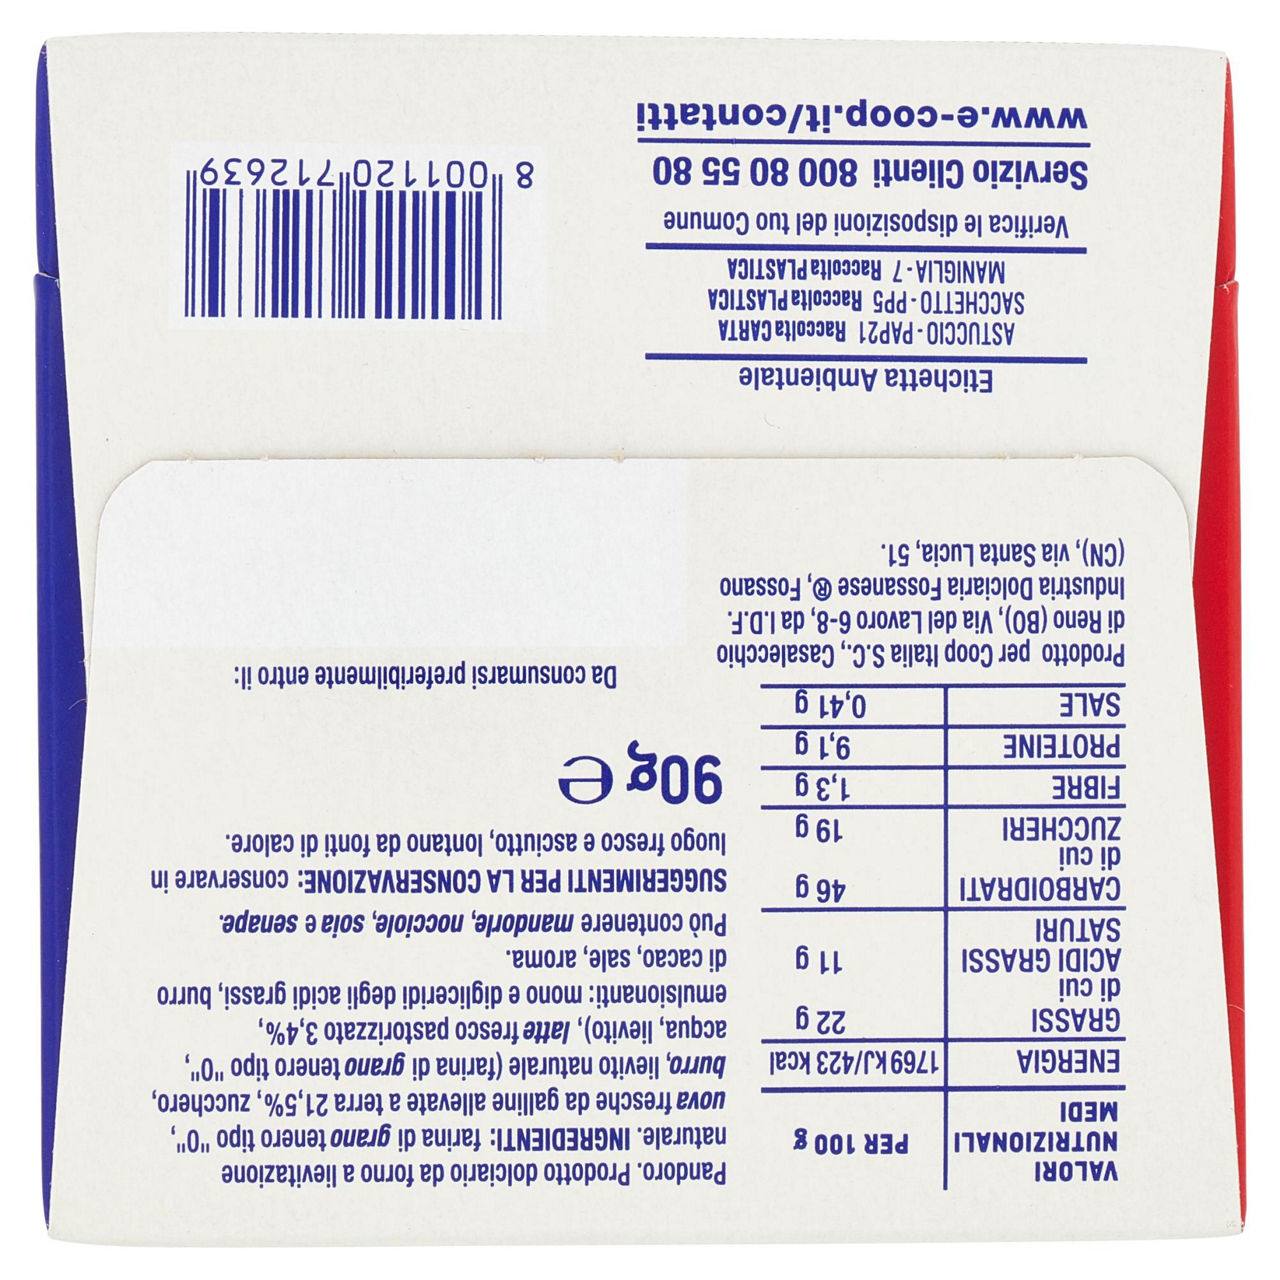 Pandoro. Prodotto dolciario da forno a lievitazione
naturale. INGREDIENTI: farina di grano tenero tipo "0",
uova fresche da galline allevate a terra 21,5%, zucchero,
burro, lievito naturale (farina di grano tenero tipo "0",
acqua, lievito), latte fresco pastorizzato 3,4%,
emulsionanti: mono e digliceridi degli acidi grassi, burro
di cacao, sale, aroma.
Può contenere mandorle, nocciole, soia e senape.
SUGGERIMENTI PER LA CONSERVAZIONE: conservare in
luogo fresco e asciutto, lontano da fonti di calore.
90g ℮
Da consumarsi preferibilmente entro il:
VALORI
NUTRIZIONALI
MEDI
PER 100 g
ENERGIA 1769 kJ/423 kcal
GRASSI 22 g
di cui
ACIDI GRASSI
SATURI
11 g
CARBOIDRATI 46 g
di cui
ZUCCHERI 19 g
FIBRE 1,3 g
PROTEINE 9,1 g
SALE 0,41 g
Prodotto per Coop Italia S.C., Casalecchio
di Reno (BO), Via del Lavoro 6-8, da I.D.F.
Industria Dolciaria Fossanese ®, Fossano
(CN), via Santa Lucia, 51.
Etichetta Ambientale
ASTUCCIO - PAP21 Raccolta CARTA
SACCHETTO - PP5 Raccolta PLASTICA
MANIGLIA - 7 Raccolta PLASTICA
Verifica le disposizioni del tuo Comune
Servizio Clienti 800 80 55 80
www.e-coop.it/contatti
8 001120 712639